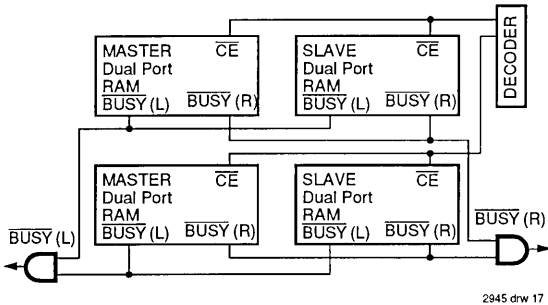 MASTER CE
Dual Port
RAM
BUSY (L) BUSY (R)
SLAVE CE
Dual Port
RAM
BUSY (L) BUSY (R)
DECODER
MASTER CE
Dual Port
RAM
BUSY (L) BUSY (R)
SLAVE CE
Dual Port
RAM
BUSY (L) BUSY (R)
BUSY (L)
BUSY (R)
2945 drw 17